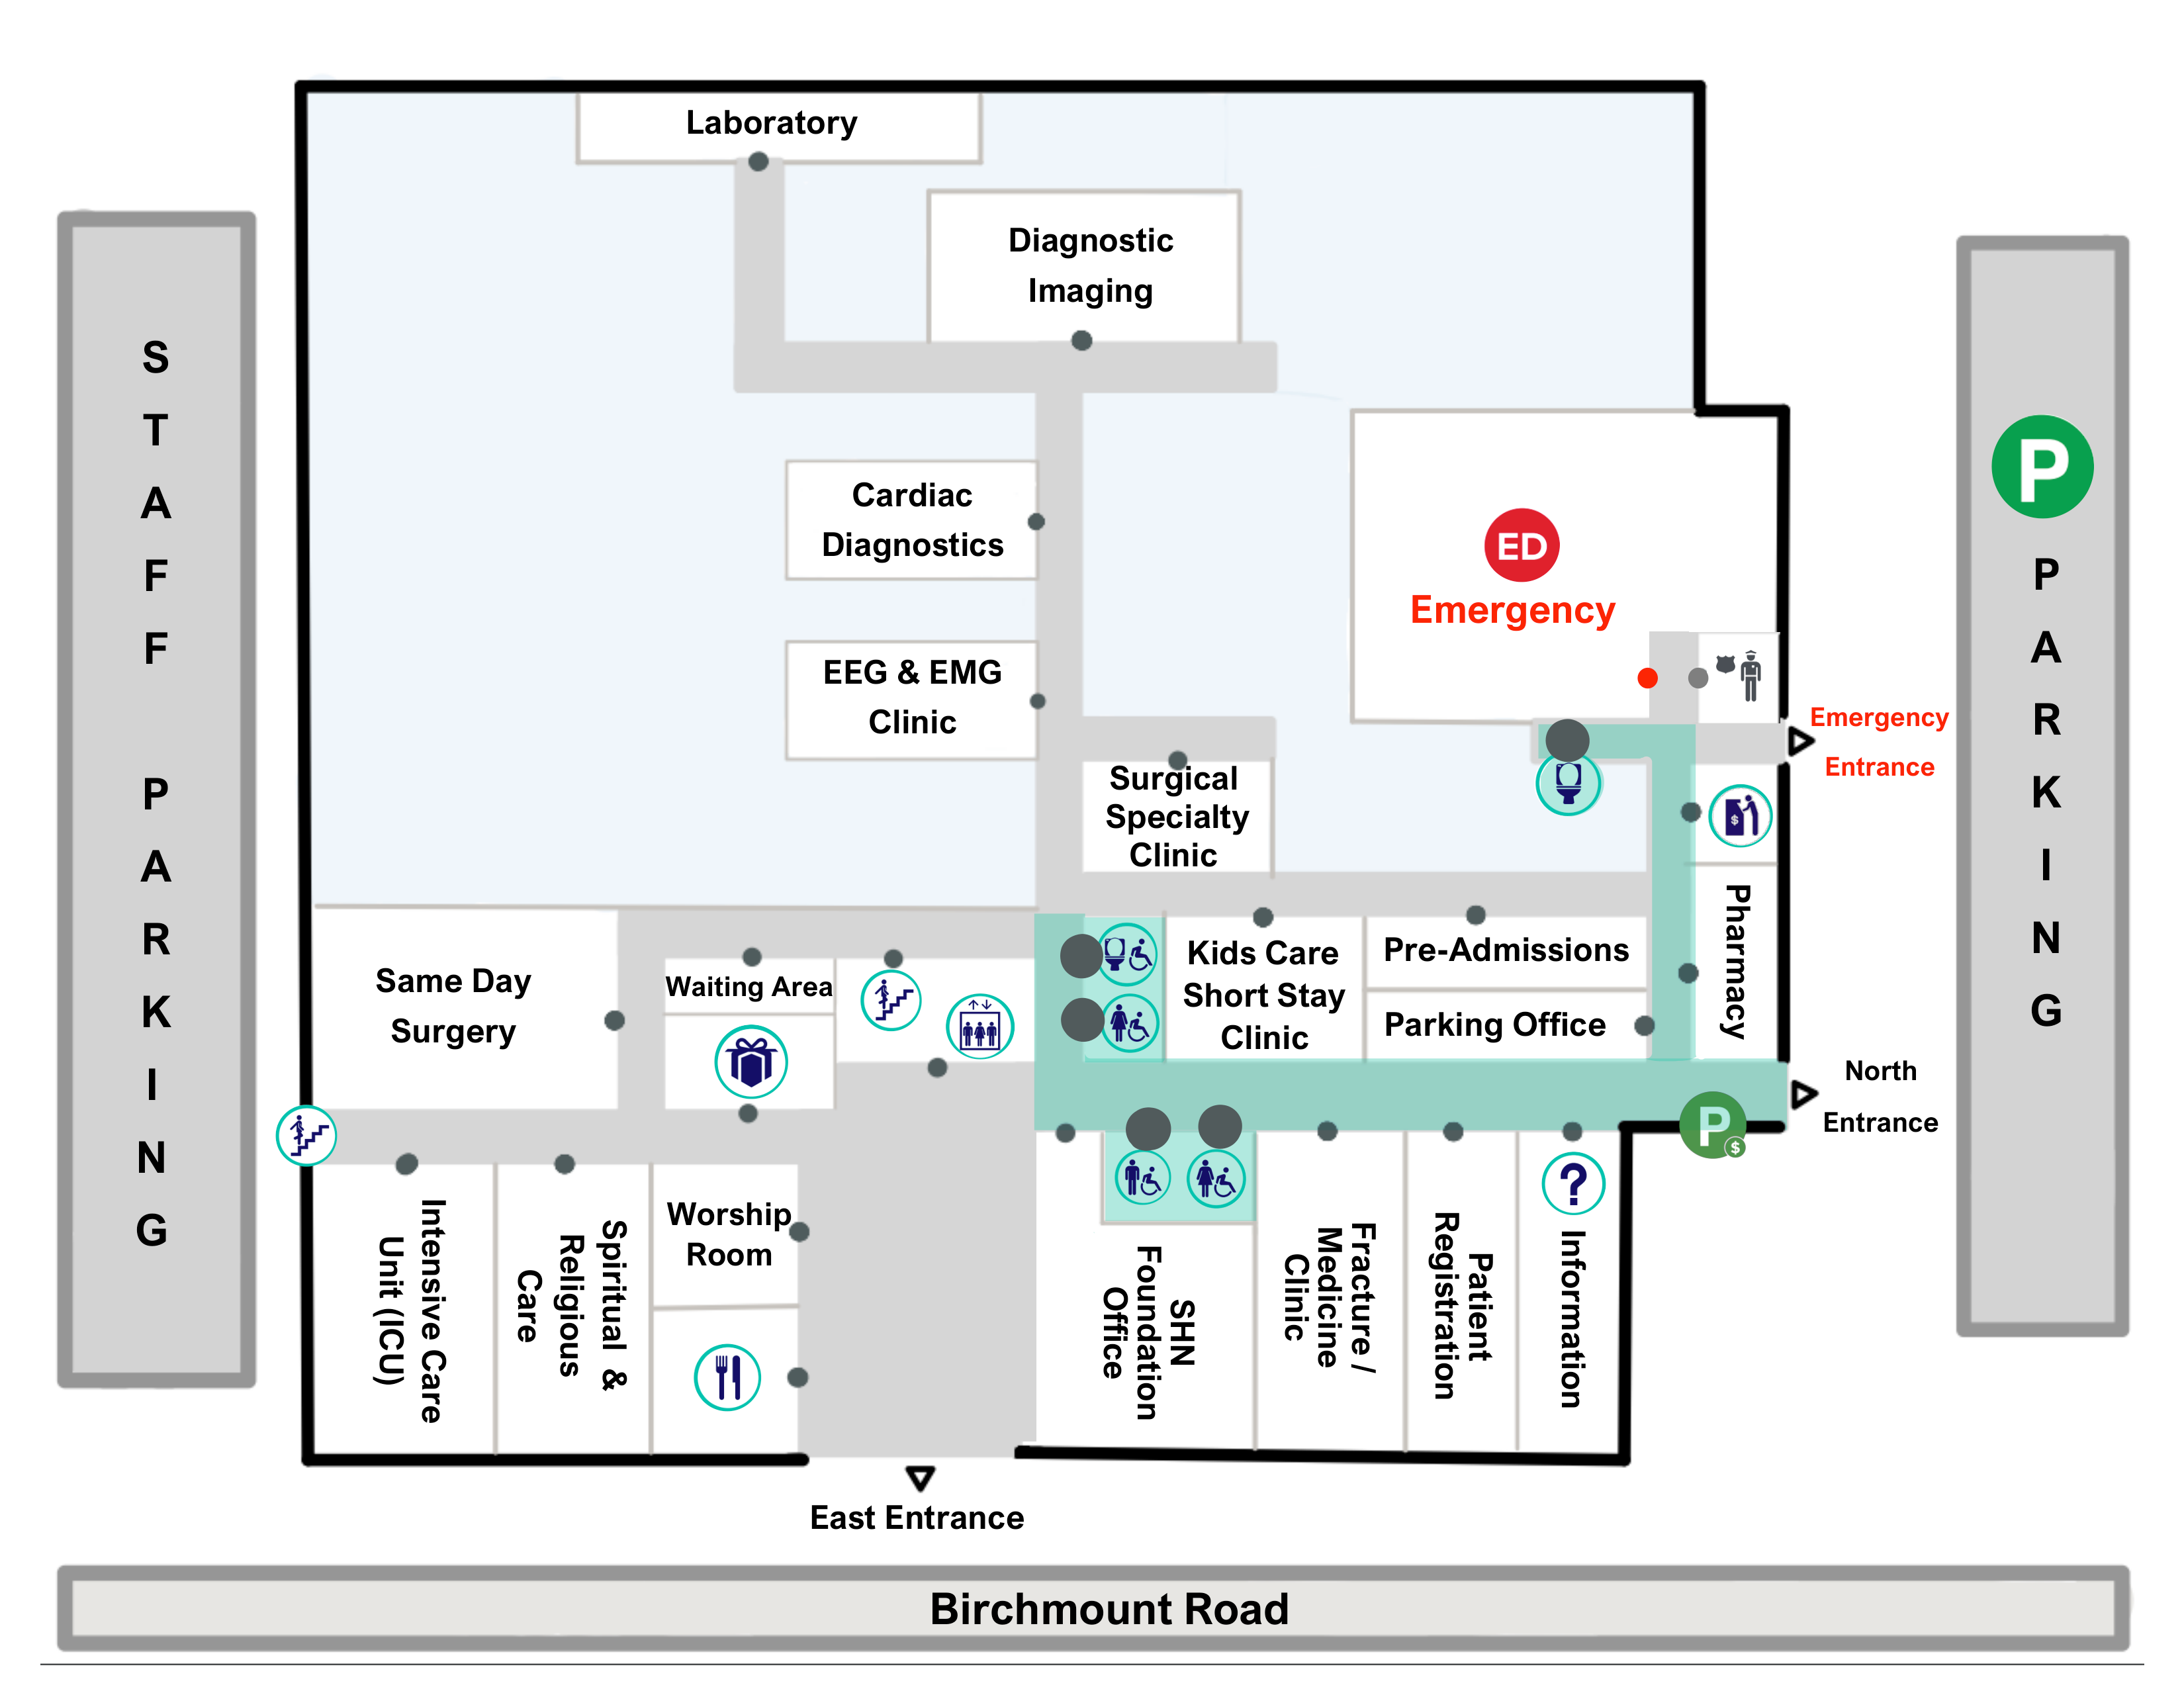 Laboratory
Diagnostic
Imaging
STAFF PARKING
P
PARKING
Cardiac
Diagnostics
ED
Emergency
EEG & EMG
Clinic
Emergency
Entrance
Surgical
Specialty
Clinic
$
Pharmacy
Same Day
Surgery
Waiting Area
Kids Care
Short Stay
Clinic
Pre-Admissions
Parking Office
North
Entrance
P
$
?
Intensive Care
Unit (ICU)
Spiritual &
Religious
Care
Worship
Room
SHN
Foundation
Office
Fracture /
Medicine
Clinic
Patient
Registration
Information
East Entrance
Birchmount Road